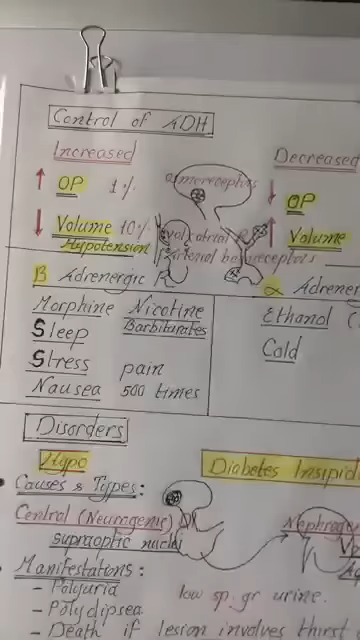 Control of ADH
Increased
Decreased
↑ OP 1%
osmoreceptors
↓ OP
↓ Volume 10%
Hypotension
↑ Volume
B Adrenergic R
α Adrener
Morphine Nicotine
Barbiturates
Sleep
Stress pain
Nausea 500 times
Ethanol (
Cold
Disorders
Hypo
Diabetes Insipid
Causes & Types:
Central (Neurogenic)
supraoptic nuclei
Nephrog
Manifestations:
- Polyuria
low sp. gr urine.
- Polydipsea
- Death if lesion involves thirst